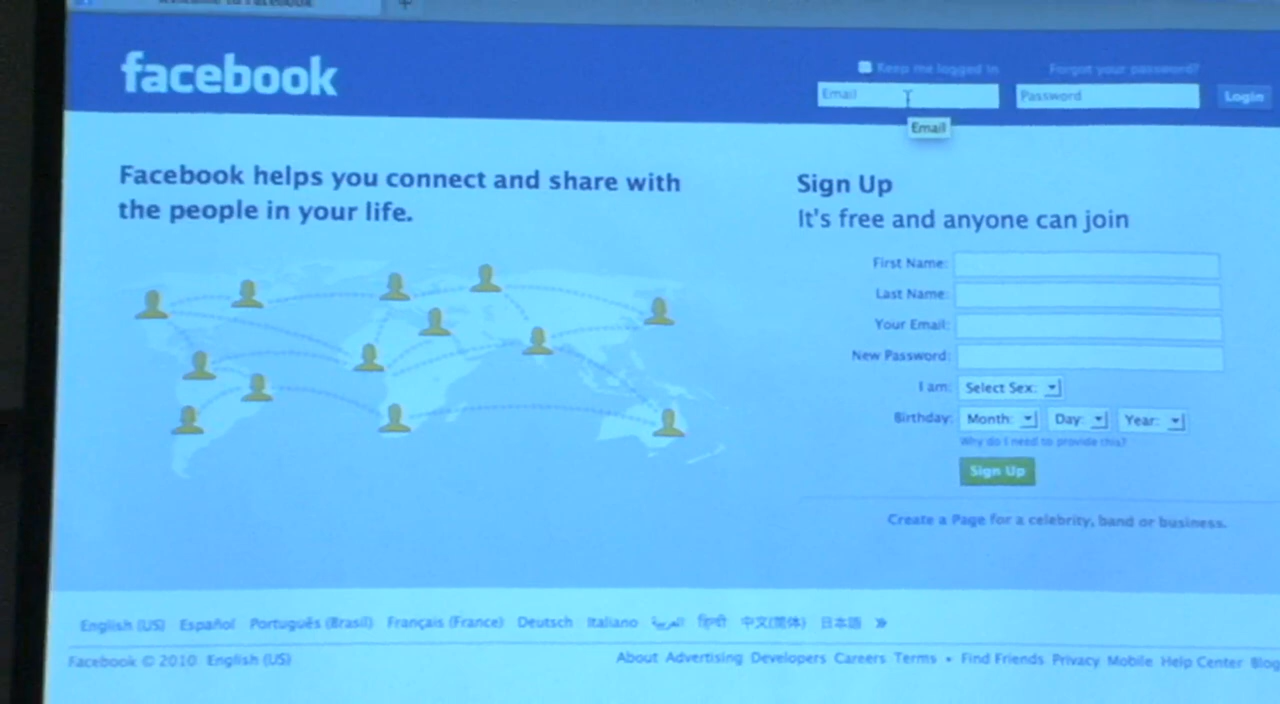 Welcome to Facebook
facebook
Keep me logged in Forgot your password?
Email Password Login
Email
Facebook helps you connect and share with
the people in your life.
Sign Up
It's free and anyone can join
First Name:
Last Name:
Your Email:
New Password:
I am: Select Sex:
Birthday: Month: Day: Year:
Why do I need to provide this?
Sign Up
Create a Page for a celebrity, band or business.
English (US) Español Português (Brasil) Français (France) Deutsch Italiano العربية हिन्दी 中文(简体) 日本語 »
Facebook © 2010 English (US)
About Advertising Developers Careers Terms • Find Friends Privacy Mobile Help Center Blog